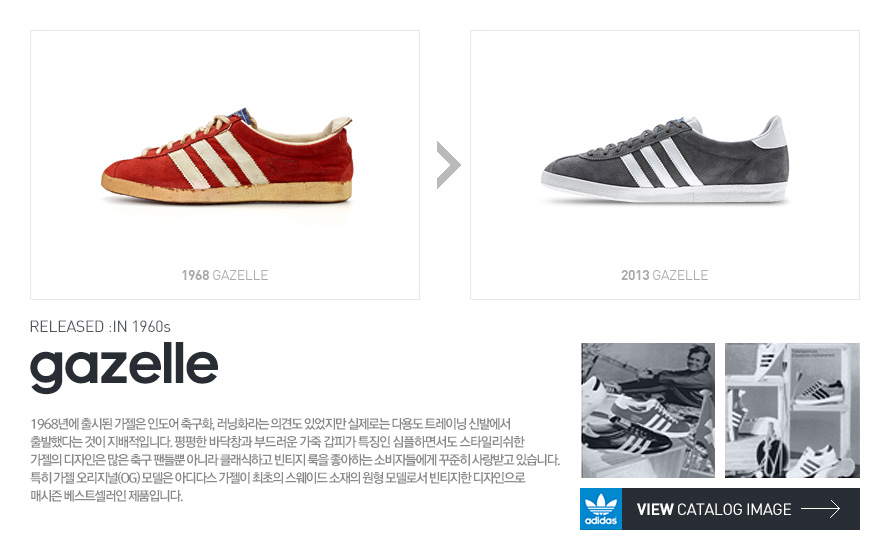 1968 GAZELLE
2013 GAZELLE
RELEASED :IN 1960s
gazelle
1968년에 출시된 가젤은 인도어 축구화, 러닝화라는 의견도 있었지만 실제로는 다용도 트레이닝 신발에서
출발했다는 것이 지배적입니다. 평평한 바닥창과 부드러운 가죽 갑피가 특징인 심플하면서도 스타일리쉬한
가젤의 디자인은 많은 축구 팬들뿐 아니라 클래식하고 빈티지 룩을 좋아하는 소비자들에게 꾸준히 사랑받고 있습니다.
특히 가젤 오리지널(OG) 모델은 아디다스 가젤이 최초의 스웨이드 소재의 원형 모델로서 빈티지한 디자인으로
매시즌 베스트셀러인 제품입니다.
adidas
VIEW CATALOG IMAGE